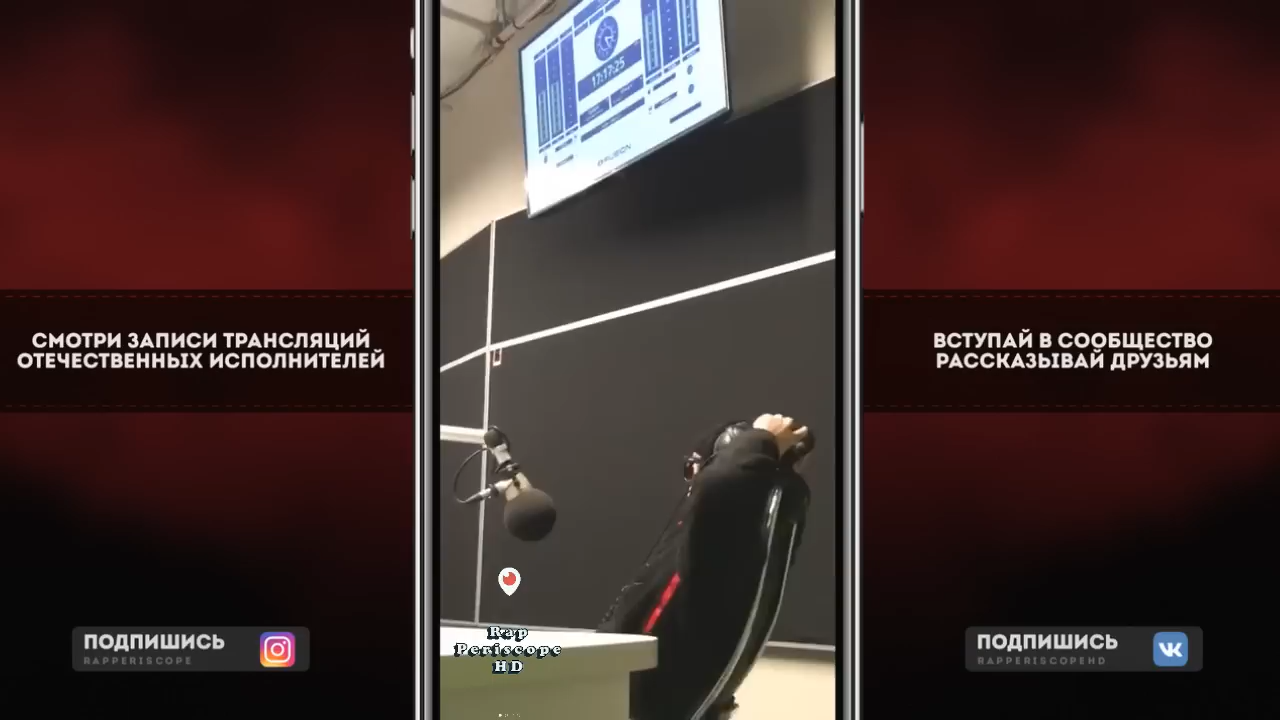 17:17:25
СМОТРИ ЗАПИСИ ТРАНСЛЯЦИЙ
ОТЕЧЕСТВЕННЫХ ИСПОЛНИТЕЛЕЙ
ВСТУПАЙ В СООБЩЕСТВО
РАССКАЗЫВАЙ ДРУЗЬЯМ
Rap
Periscope
HD
ПОДПИШИСЬ
RAPPERISCOPE
ПОДПИШИСЬ
RAPPERISCOPEHD